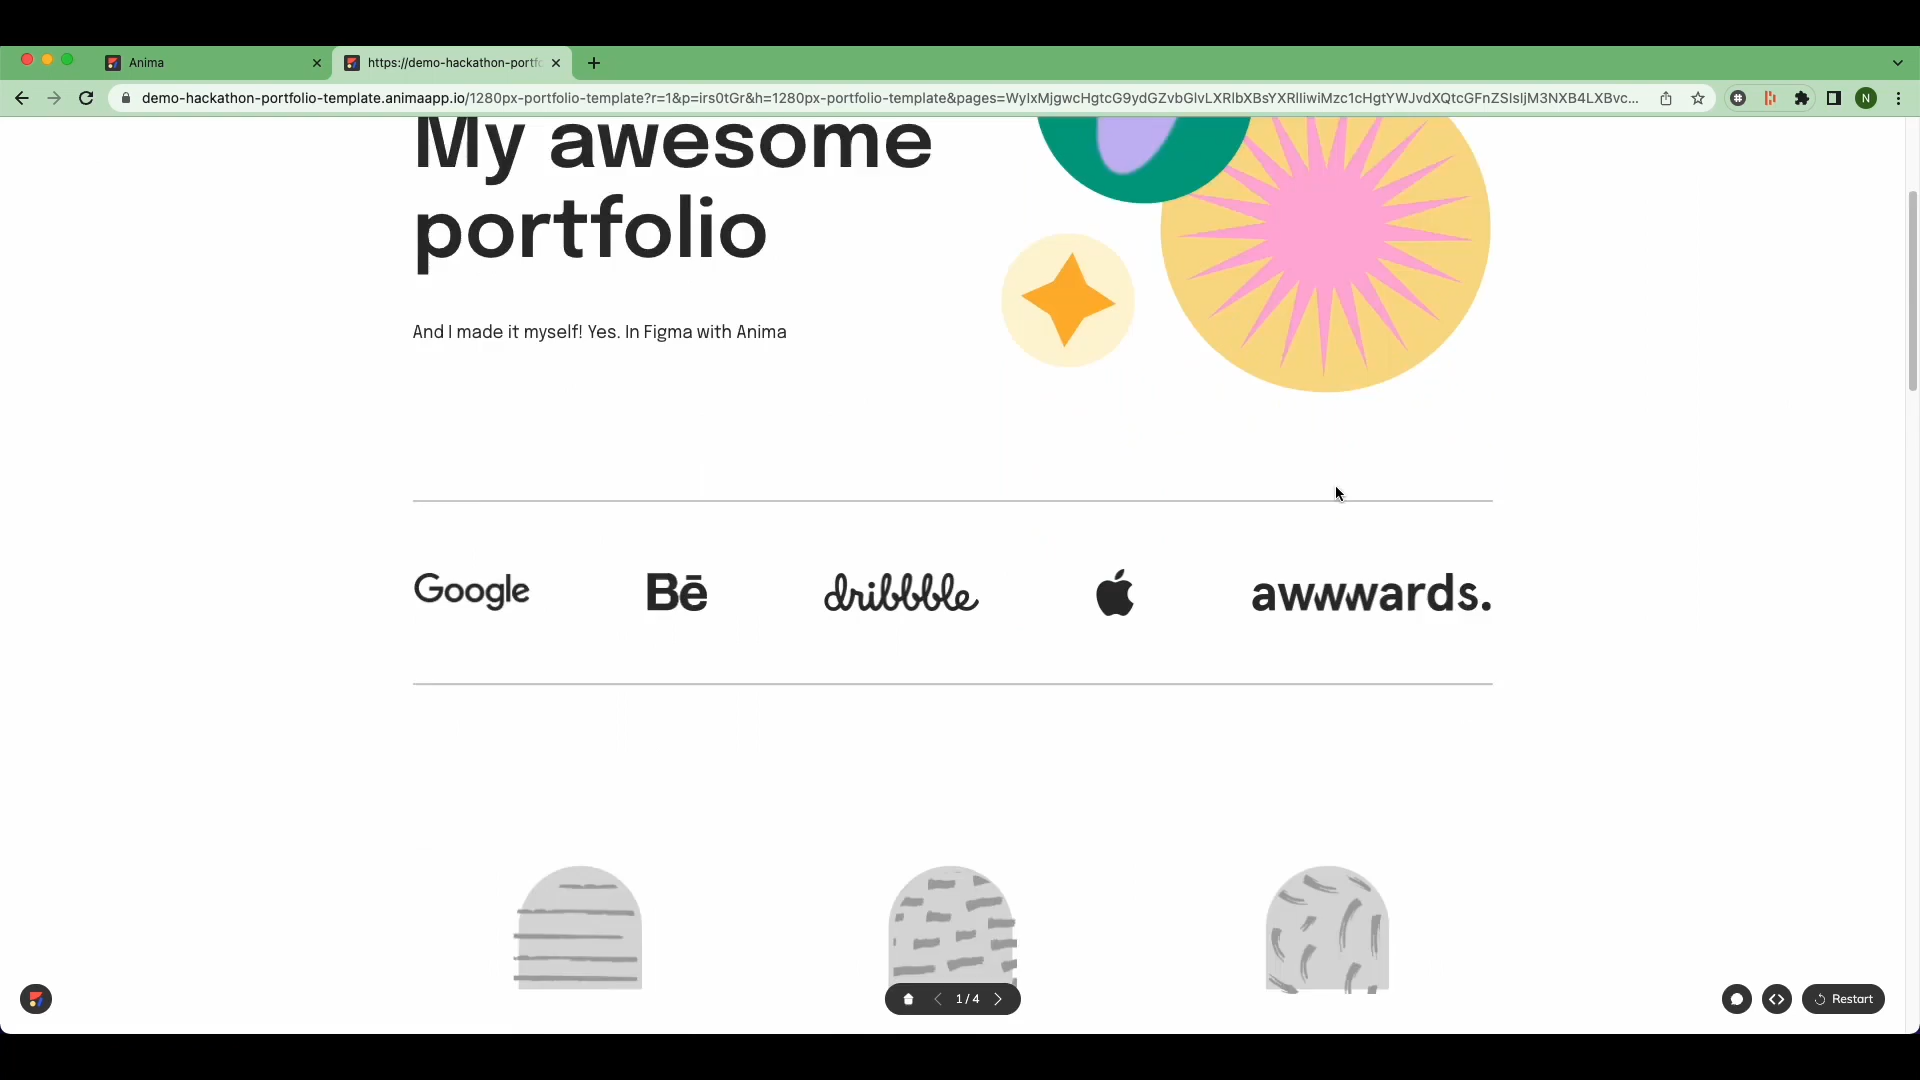 Anima
https://demo-hackathon-portfo
demo-hackathon-portfolio-template.animaapp.io/1280px-portfolio-template?r=1&p=irs0tGr&h=1280px-portfolio-template&pages=WyIxMjgwcHgtcG9ydGZvbGlvLXRlbXBsYXRlIiwiMzc1cHgtYWJvdXQtcGFnZSIsIjM3NXB4LXBvc...
N
My awesome
portfolio
And I made it myself! Yes. In Figma with Anima
Google
Bē
dribbble
awwwards.
1 / 4
Restart